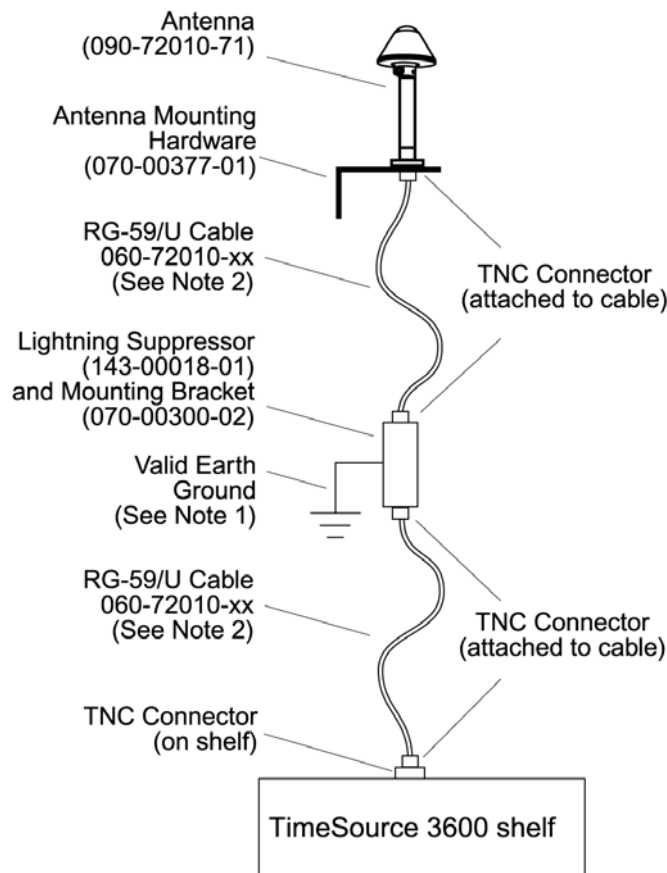 Antenna
(090-72010-71)
Antenna Mounting
Hardware
(070-00377-01)
RG-59/U Cable
060-72010-xx
(See Note 2)
TNC Connector
(attached to cable)
Lightning Suppressor
(143-00018-01)
and Mounting Bracket
(070-00300-02)
Valid Earth
Ground
(See Note 1)
RG-59/U Cable
060-72010-xx
(See Note 2)
TNC Connector
(attached to cable)
TNC Connector
(on shelf)
TimeSource 3600 shelf